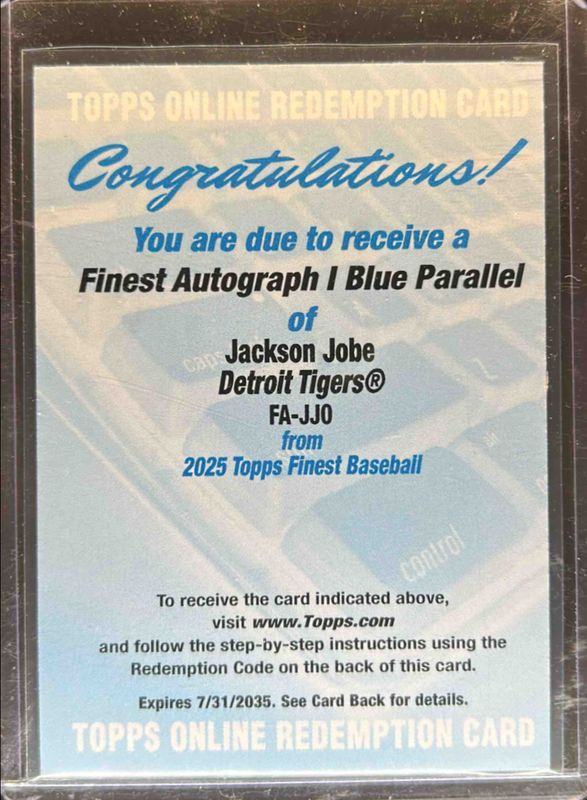 TOPPS ONLINE REDEMPTION CARD
Congratulations!
You are due to receive a
Finest Autograph I Blue Parallel
of
Jackson Jobe
Detroit Tigers®
FA-JJO
from
2025 Topps Finest Baseball
caps
Z
control
To receive the card indicated above,
visit www.Topps.com
and follow the step-by-step instructions using the
Redemption Code on the back of this card.
Expires 7/31/2035. See Card Back for details.
TOPPS ONLINE REDEMPTION CARD